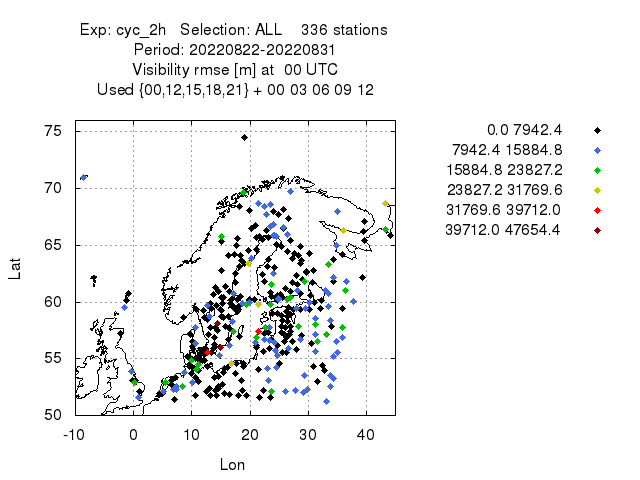 Exp: cyc_2h   Selection: ALL    336 stations
Period: 20220822-20220831
Visibility rmse [m] at  00 UTC
Used {00,12,15,18,21} + 00 03 06 09 12
0.0 7942.4
7942.4 15884.8
15884.8 23827.2
23827.2 31769.6
31769.6 39712.0
39712.0 47654.4
75
70
65
60
55
50
Lat
-10 0 10 20 30 40
Lon